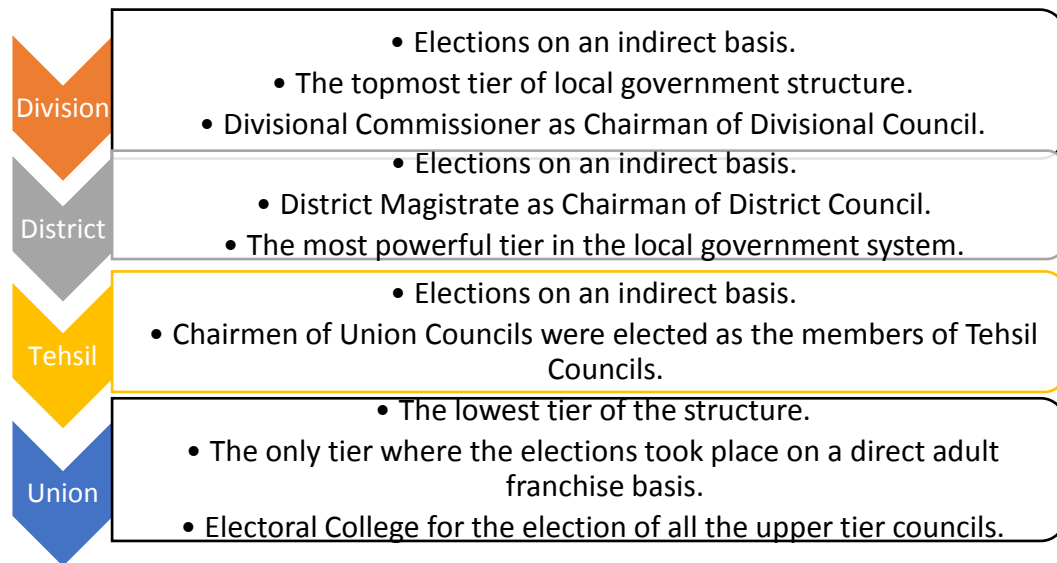 Division
• Elections on an indirect basis.
• The topmost tier of local government structure.
• Divisional Commissioner as Chairman of Divisional Council.
District
• Elections on an indirect basis.
• District Magistrate as Chairman of District Council.
• The most powerful tier in the local government system.
Tehsil
• Elections on an indirect basis.
• Chairmen of Union Councils were elected as the members of Tehsil
Councils.
Union
• The lowest tier of the structure.
• The only tier where the elections took place on a direct adult
franchise basis.
• Electoral College for the election of all the upper tier councils.